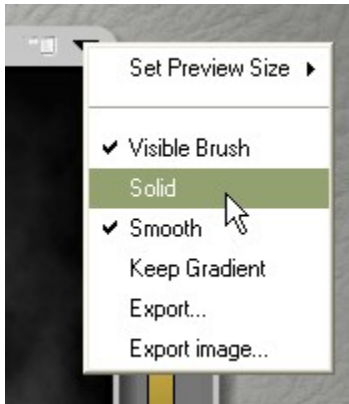 Set Preview Size
Visible Brush
Solid
Smooth
Keep Gradient
Export...
Export image...